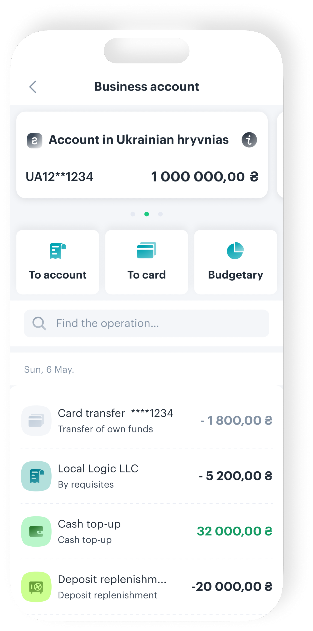 Business account
₴ Account in Ukrainian hryvnias i
UA12**1234 1 000 000,00 ₴
To account To card Budgetary
Find the operation...
Sun, 6 May.
Card transfer ****1234
Transfer of own funds
- 1 800,00 ₴
Local Logic LLC
By requisites
- 5 200,00 ₴
Cash top-up
Cash top-up
32 000,00 ₴
Deposit replenishm...
Deposit replenishment
-20 000,00 ₴